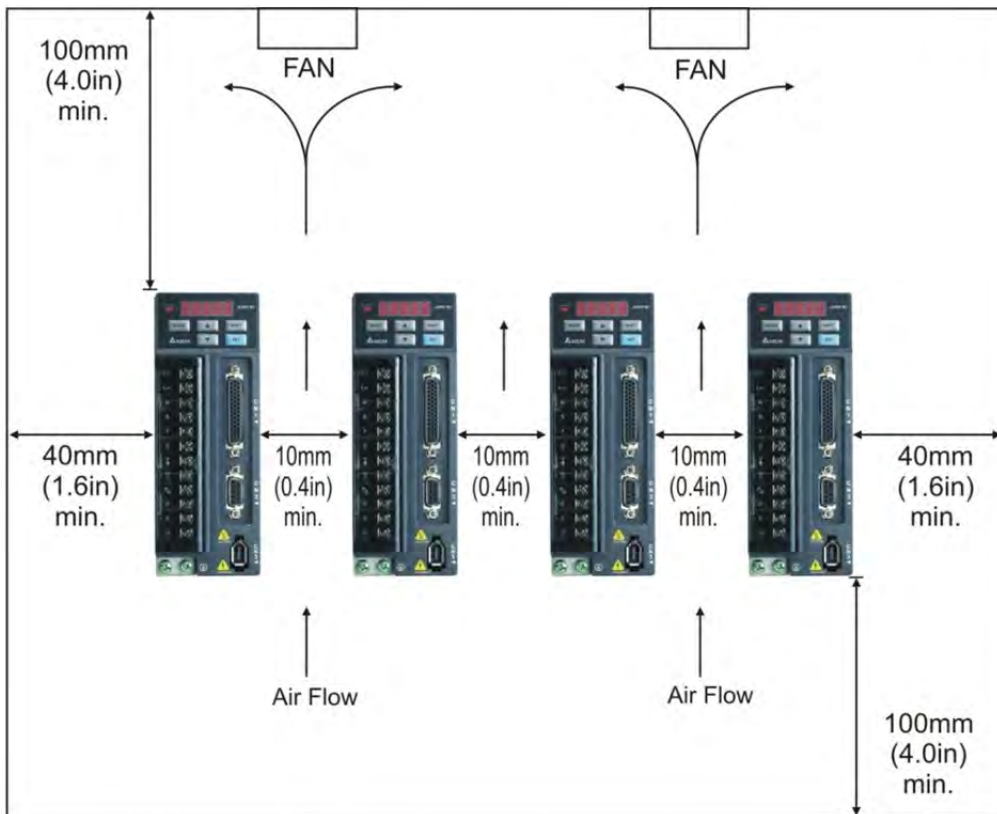 100mm
(4.0in)
min.
FAN
FAN
40mm
(1.6in)
min.
10mm
(0.4in)
min.
10mm
(0.4in)
min.
10mm
(0.4in)
min.
40mm
(1.6in)
min.
Air Flow
Air Flow
100mm
(4.0in)
min.